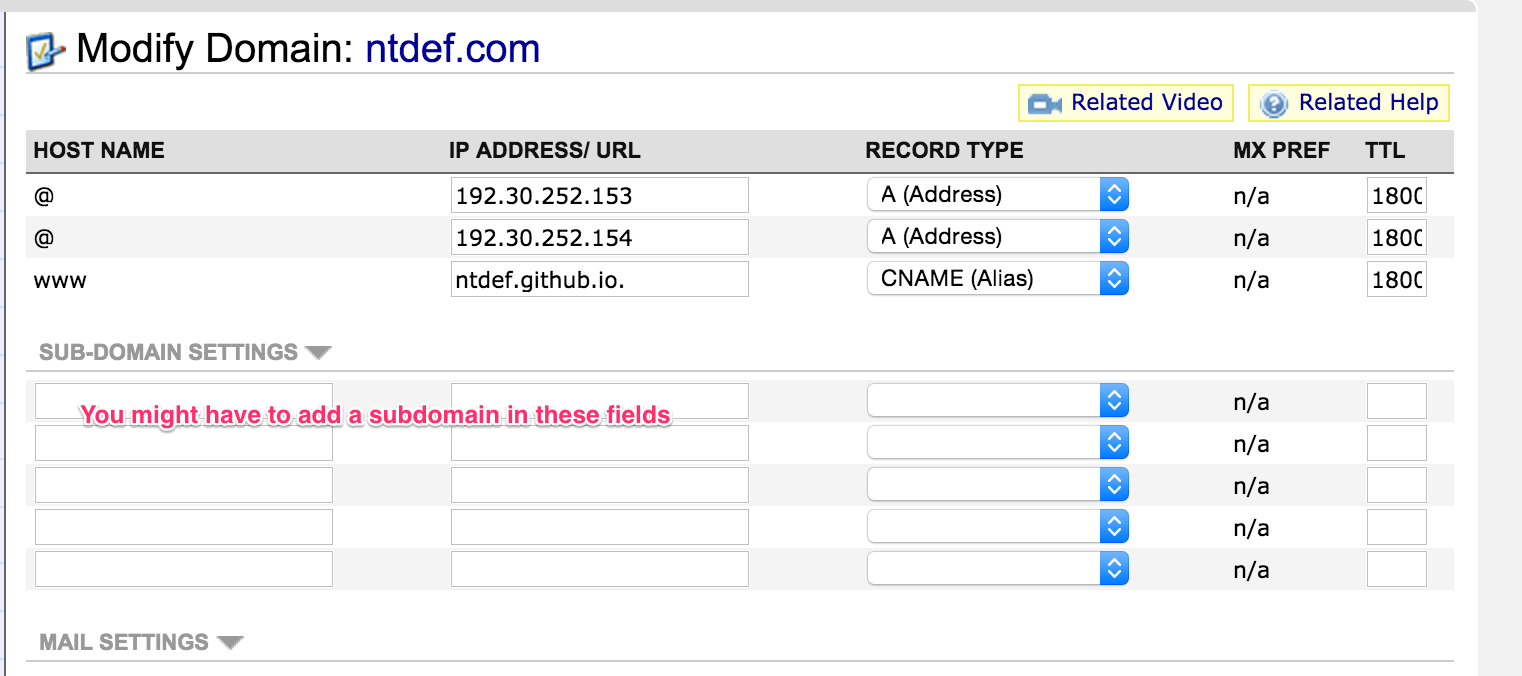 Modify Domain: ntdef.com
Related Video Related Help
HOST NAME IP ADDRESS/ URL RECORD TYPE MX PREF TTL
@ 192.30.252.153 A (Address) n/a 1800
@ 192.30.252.154 A (Address) n/a 1800
www ntdef.github.io. CNAME (Alias) n/a 1800
SUB-DOMAIN SETTINGS
n/a
You might have to add a subdomain in these fields
n/a
n/a
n/a
n/a
MAIL SETTINGS